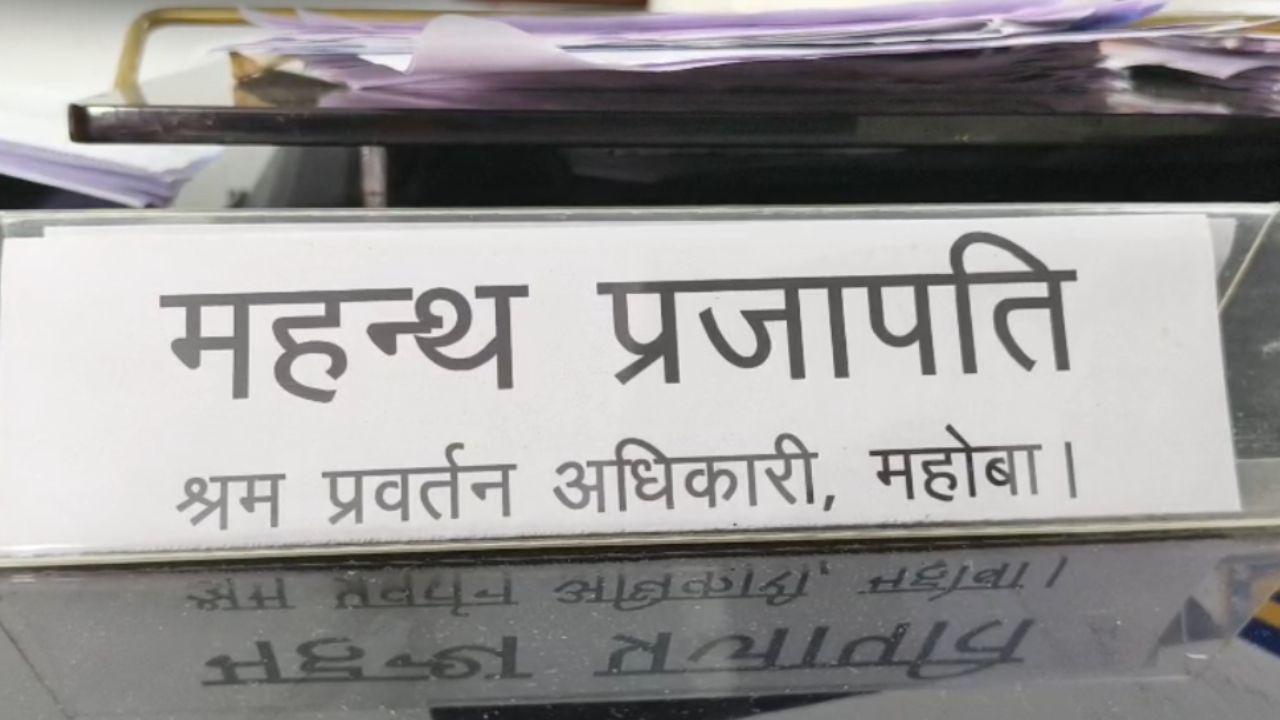 महन्थ प्रजापति
श्रम प्रवर्तन अधिकारी, महोबा।